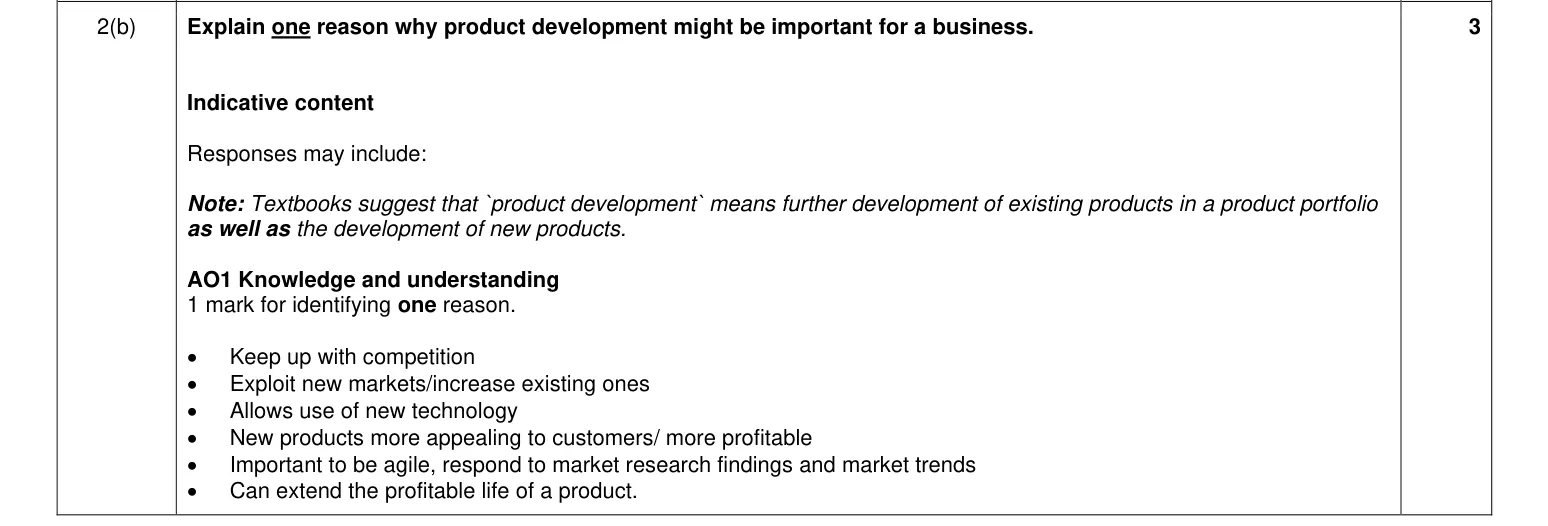 2(b) Explain one reason why product development might be important for a business. 3
Indicative content
Responses may include:
Note: Textbooks suggest that `product development` means further development of existing products in a product portfolio
as well as the development of new products.
AO1 Knowledge and understanding
1 mark for identifying one reason.
• Keep up with competition
• Exploit new markets/increase existing ones
• Allows use of new technology
• New products more appealing to customers/ more profitable
• Important to be agile, respond to market research findings and market trends
• Can extend the profitable life of a product.